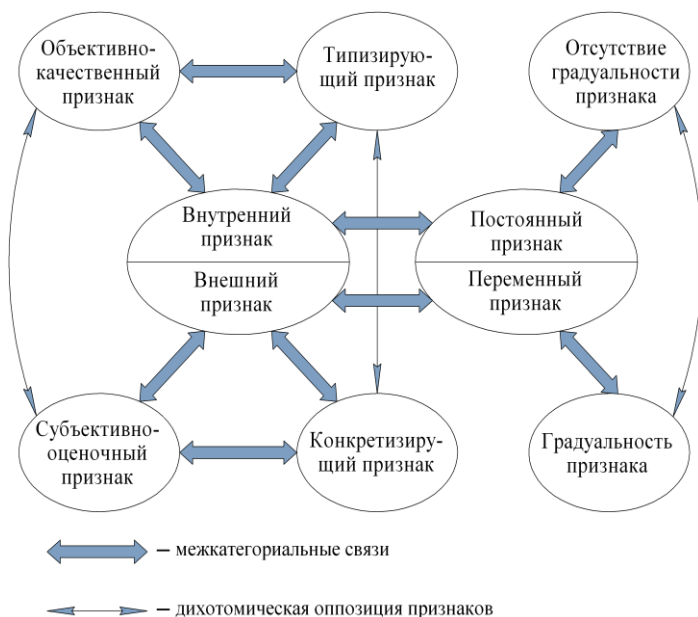 Объективно-
качественный
признак
Типизирую-
щий признак
Отсутствие
градуальности
признака
Внутренний
признак
Внешний
признак
Постоянный
признак
Переменный
признак
Субъективно-
оценочный
признак
Конкретизиру-
щий признак
Градуальность
признака
– межкатегориальные связи
– дихотомическая оппозиция признаков